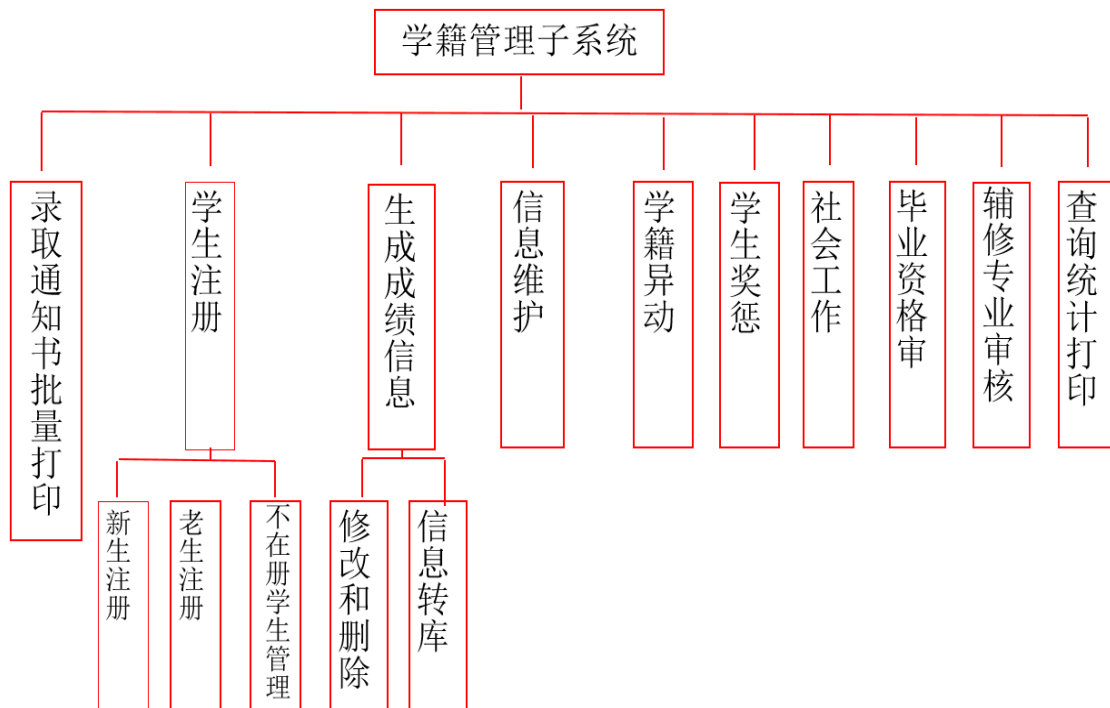 学籍管理子系统
录取通知书批量打印
学生注册
生成成绩信息
信息维护
学籍异动
学生奖惩
社会工作
毕业资格审
辅修专业审核
查询统计打印
新生注册
老生注册
不在册学生管理
修改和删除
信息转库